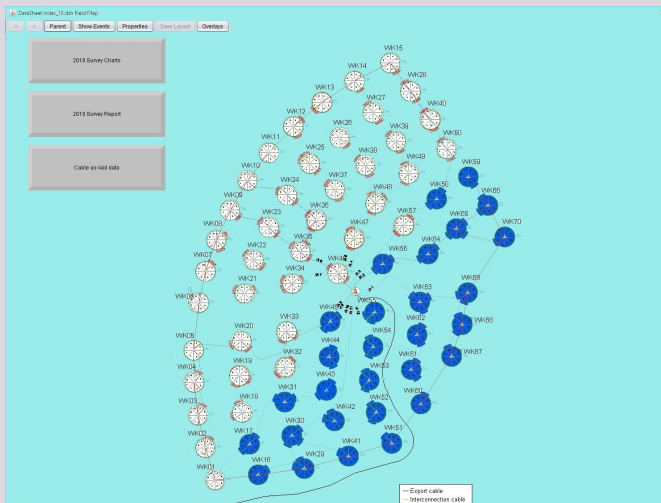 DataSheet index_10.dsh Field Map
Parent Show Events Properties Save Layout Overlays
2018 Survey Charts
2018 Survey Report
Cable as laid data
WK15
WK14
WK28
WK13
WK27
WK40
WK12
WK26
WK39
WK50
WK11
WK25
WK38
WK49
WK59
WK10
WK24
WK37
WK48
WK58
WK66
WK09
WK23
WK36
WK47
WK57
WK65
WK70
WK08
WK22
WK35
WK46
WK56
WK64
WK07
WK21
WK34
WK63
WK69
WK06
WK33
WK45
WK55
WK62
WK68
WK05
WK20
WK44
WK54
WK67
WK04
WK19
WK32
WK43
WK53
WK61
WK03
WK18
WK31
WK42
WK52
WK60
WK02
WK17
WK30
WK41
WK51
WK01
WK16
WK29
Export cable
Interconnection cable